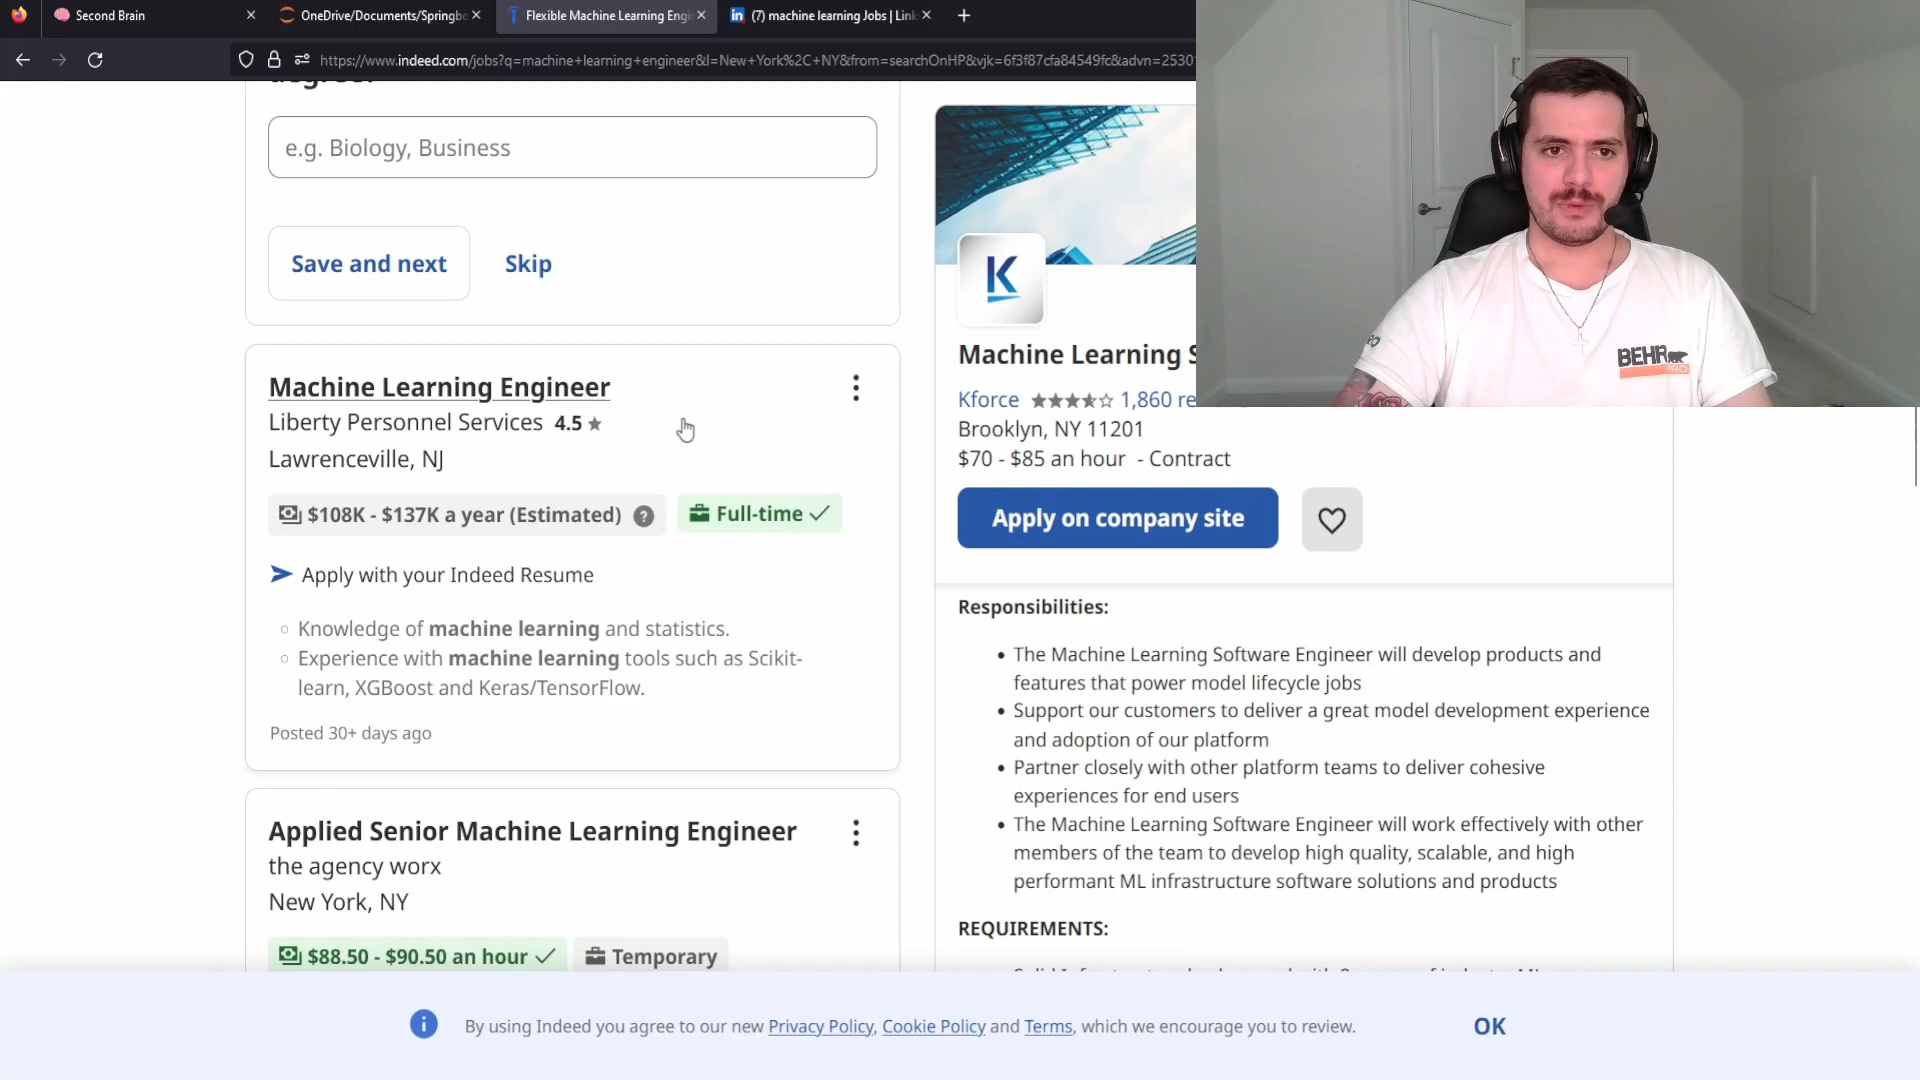 Second Brain
OneDrive/Documents/Springbo
Flexible Machine Learning Engi
(7) machine learning Jobs | Link
https://www.indeed.com/jobs?q=machine+learning+engineer&l=New+York%2C+NY&from=searchOnHP&vjk=6f3f87cfa84549fc&advn=2530
degree.
e.g. Biology, Business
Save and next
Skip
Machine Learning Engineer
Liberty Personnel Services 4.5
Lawrenceville, NJ
$108K - $137K a year (Estimated) ?
Full-time
Apply with your Indeed Resume
Knowledge of machine learning and statistics.
Experience with machine learning tools such as Scikit-
learn, XGBoost and Keras/TensorFlow.
Posted 30+ days ago
Applied Senior Machine Learning Engineer
the agency worx
New York, NY
$88.50 - $90.50 an hour
Temporary
K
Machine Learning S
Kforce 1,860 re
Brooklyn, NY 11201
$70 - $85 an hour - Contract
Apply on company site
Responsibilities:
The Machine Learning Software Engineer will develop products and
features that power model lifecycle jobs
Support our customers to deliver a great model development experience
and adoption of our platform
Partner closely with other platform teams to deliver cohesive
experiences for end users
The Machine Learning Software Engineer will work effectively with other
members of the team to develop high quality, scalable, and high
performant ML infrastructure software solutions and products
REQUIREMENTS:
BEHR
PRO
By using Indeed you agree to our new Privacy Policy, Cookie Policy and Terms, which we encourage you to review.
OK